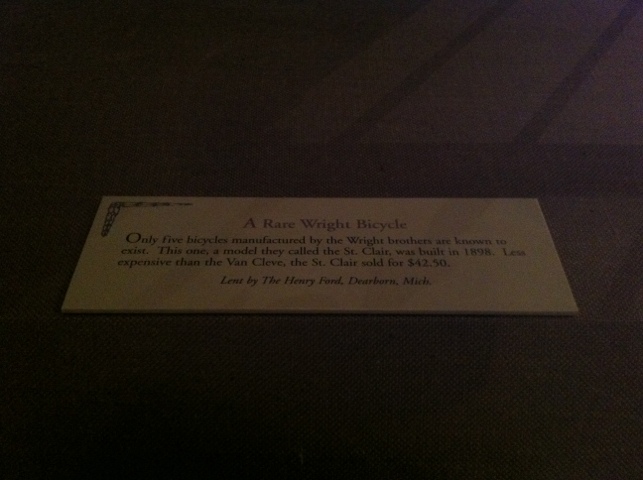 A Rare Wright Bicycle
Only five bicycles manufactured by the Wright brothers are known to
exist. This one, a model they called the St. Clair, was built in 1898. Less
expensive than the Van Cleve, the St. Clair sold for $42.50.
Lent by The Henry Ford, Dearborn, Mich.